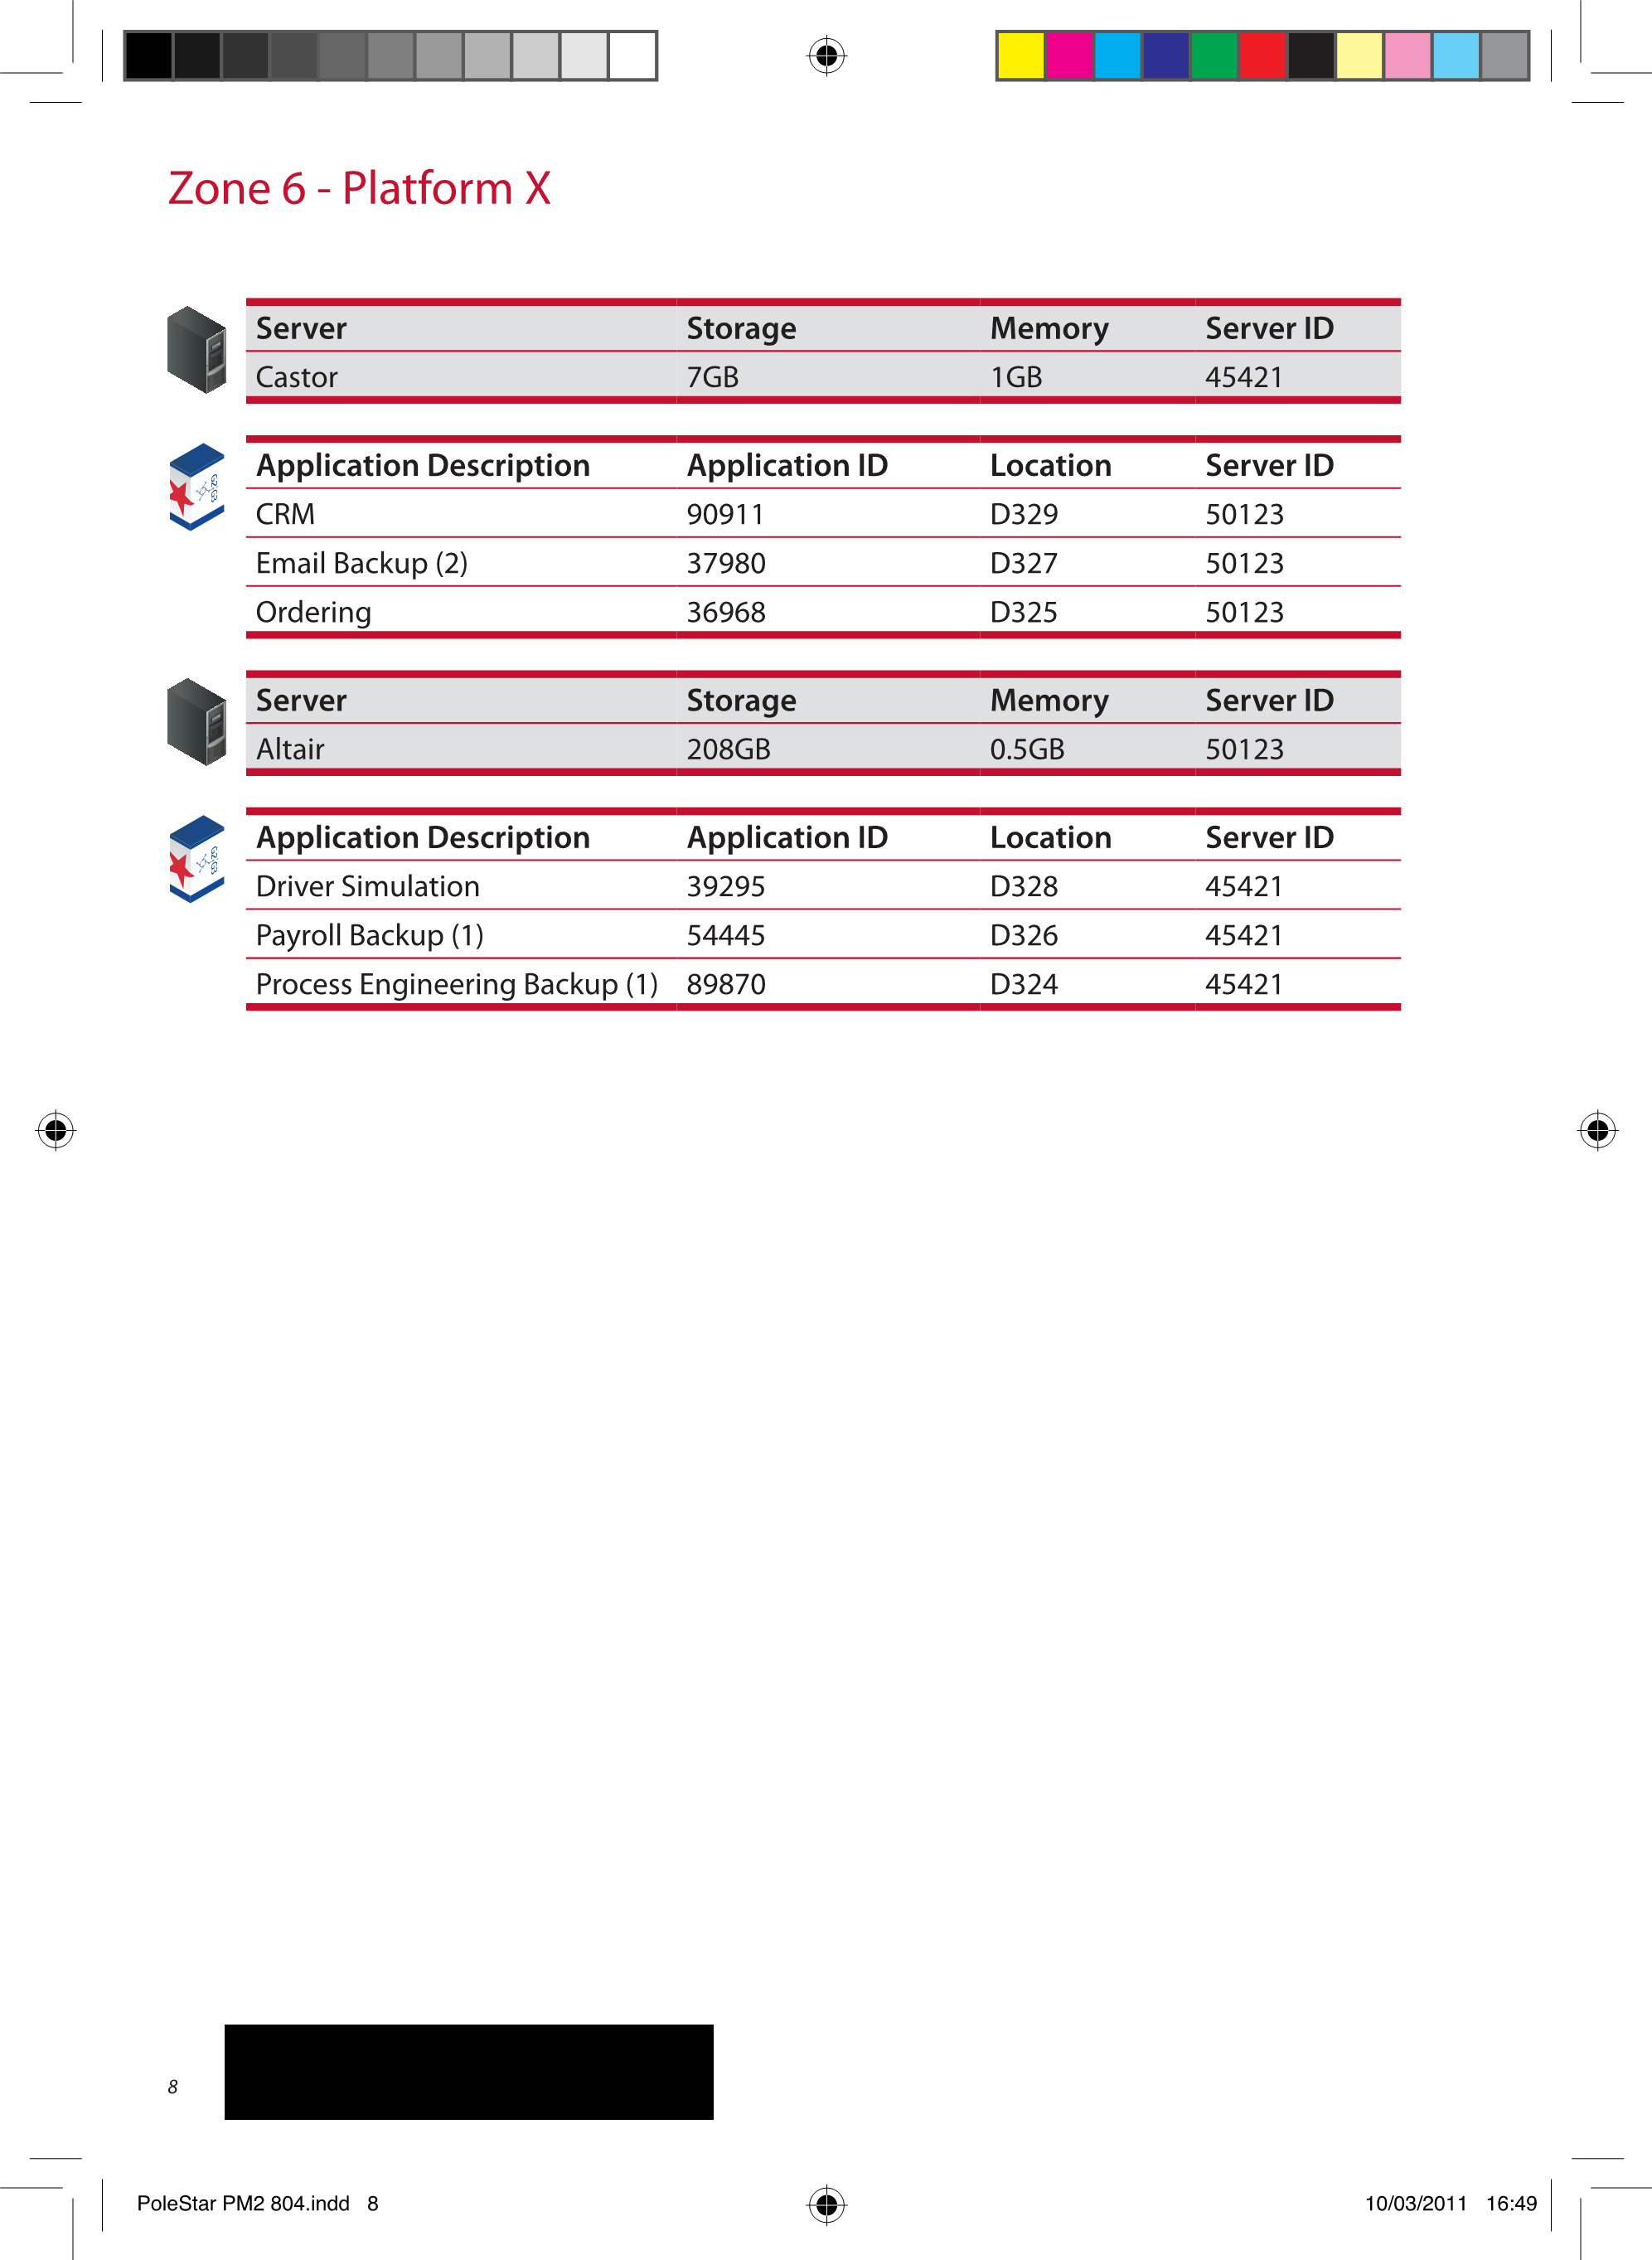 Zone 6 - Platform X
Server Storage Memory Server ID
Castor 7GB 1GB 45421
Application Description Application ID Location Server ID
CRM 90911 D329 50123
Email Backup (2) 37980 D327 50123
Ordering 36968 D325 50123
Server Storage Memory Server ID
Altair 208GB 0.5GB 50123
Application Description Application ID Location Server ID
Driver Simulation 39295 D328 45421
Payroll Backup (1) 54445 D326 45421
Process Engineering Backup (1) 89870 D324 45421
8
PoleStar PM2 804.indd 8 10/03/2011 16:49